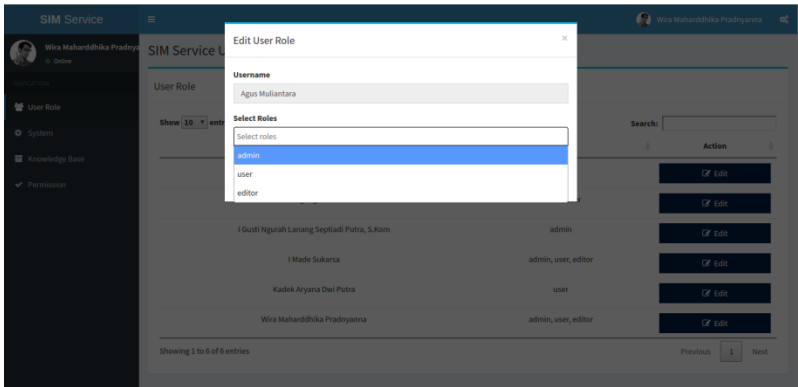 SIM Service
Wira Maharddhika Pradnyanna
Wira Maharddhika Pradnya
Online
NAVIGATION
User Role
System
Knowledge Base
Permission
SIM Service U
User Role
Show 10 entr
Search:
Action
Edit User Role
×
Username
Agus Muliantara
Select Roles
Select roles
admin
user
editor
Edit
Edit
I Gusti Ngurah Lanang Septiadi Putra, S.Kom admin Edit
I Made Sukarsa admin, user, editor Edit
Kadek Aryana Dwi Putra user Edit
Wira Maharddhika Pradnyanna admin, user, editor Edit
Showing 1 to 6 of 6 entries
Previous 1 Next